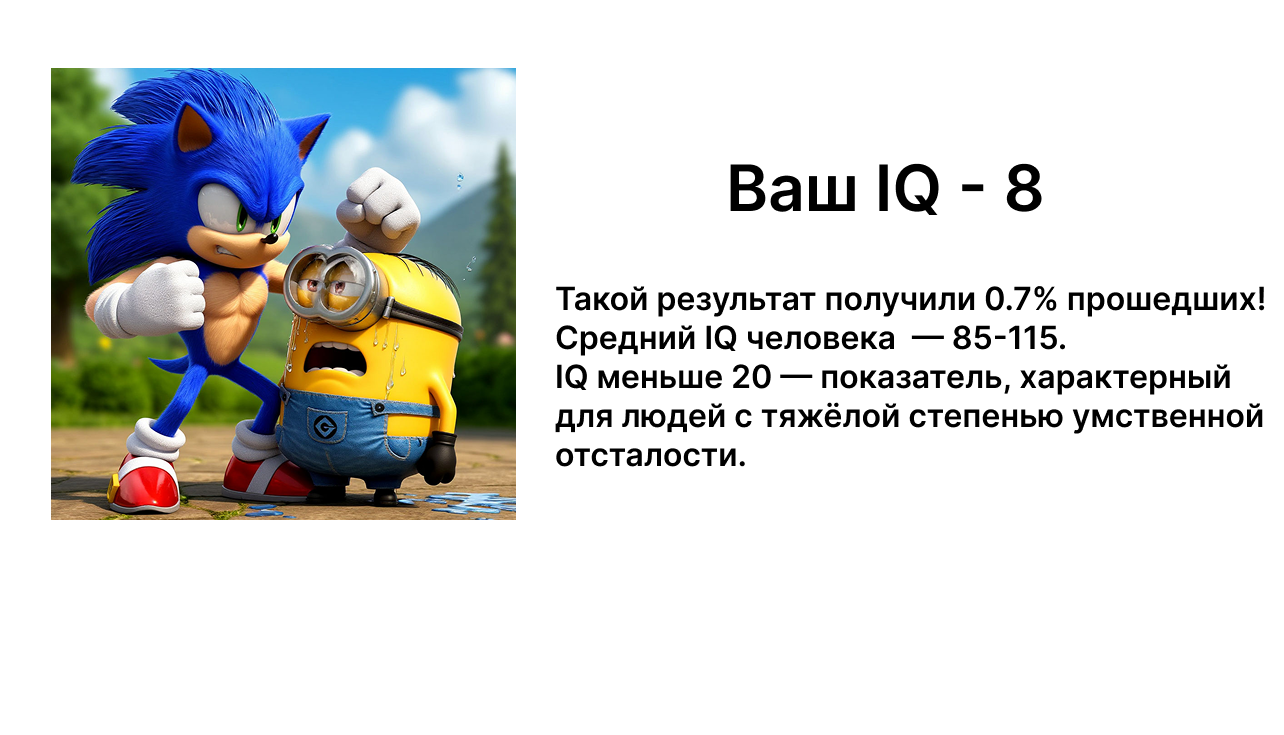 Ваш IQ - 8
Такой результат получили 0.7% прошедших!
Средний IQ человека — 85-115.
IQ меньше 20 — показатель, характерный
для людей с тяжёлой степенью умственной
отсталости.